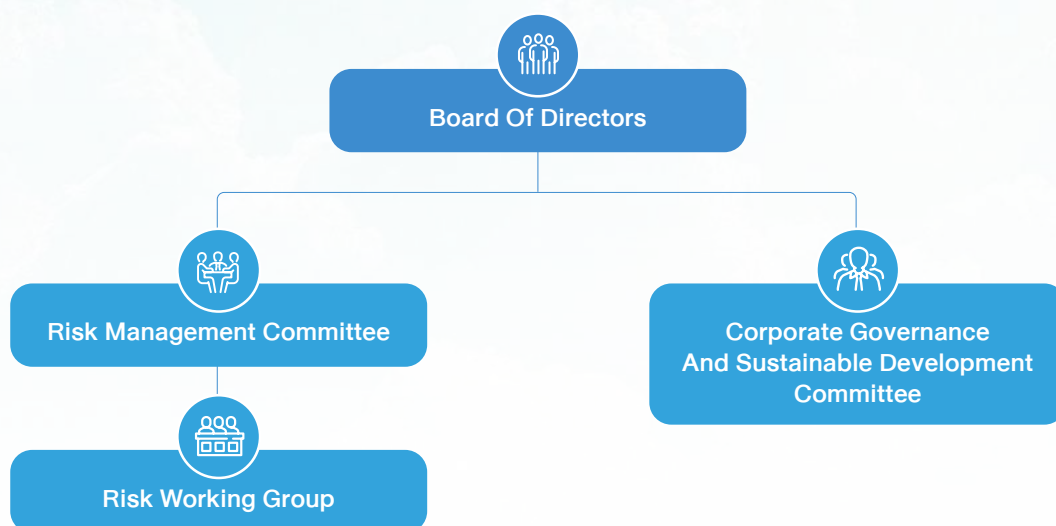 Board Of Directors
Risk Management Committee
Corporate Governance
And Sustainable Development
Committee
Risk Working Group